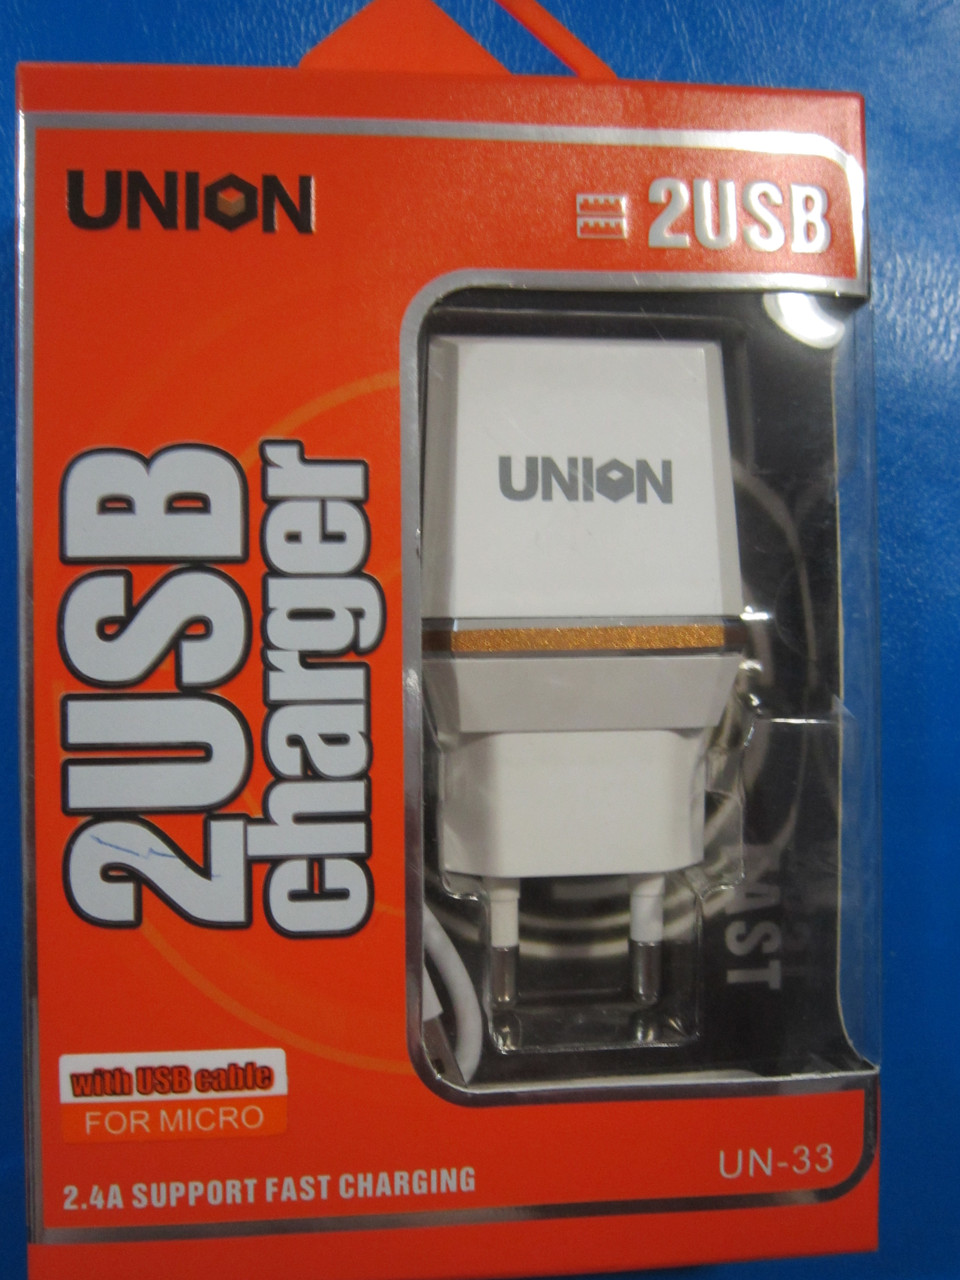 UNION
2USB
UNION
2USB
charger
FAST
with USB cable
FOR MICRO
UN-33
2.4A SUPPORT FAST CHARGING